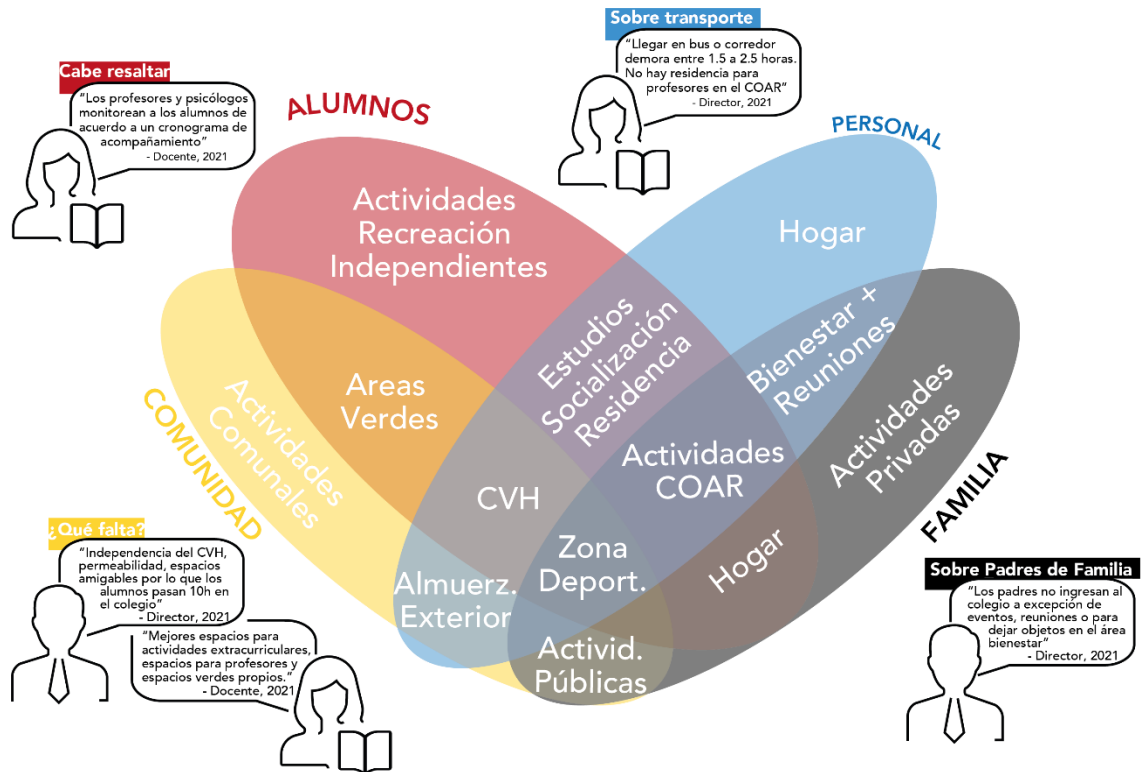 Sobre transporte
"Llegar en bus o corredor
demora entre 1.5 a 2.5 horas.
No hay residencia para
profesores en el COAR"
- Director, 2021
Cabe resaltar
"Los profesores y psicólogos
monitorean a los alumnos de
acuerdo a un cronograma de
acompañamiento"
- Docente, 2021
ALUMNOS
PERSONAL
COMUNIDAD
FAMILIA
Actividades
Recreación
Independientes
Hogar
Estudios
Socialización
Residencia
Bienestar +
Reuniones
Areas
Verdes
Actividades
Comunales
Actividades
Privadas
Actividades
COAR
CVH
Zona
Deport.
Hogar
Almuerz.
Exterior
Activid.
Públicas
¿Qué falta?
"Independencia del CVH,
permeabilidad, espacios
amigables por lo que los
alumnos pasan 10h en
el colegio"
- Director, 2021
"Mejores espacios para
actividades extracurriculares,
espacios para profesores y
espacios verdes propios."
- Docente, 2021
Sobre Padres de Familia
"Los padres no ingresan al
colegio a excepción de
eventos, reuniones o para
dejar objetos en el área
bienestar"
- Director, 2021